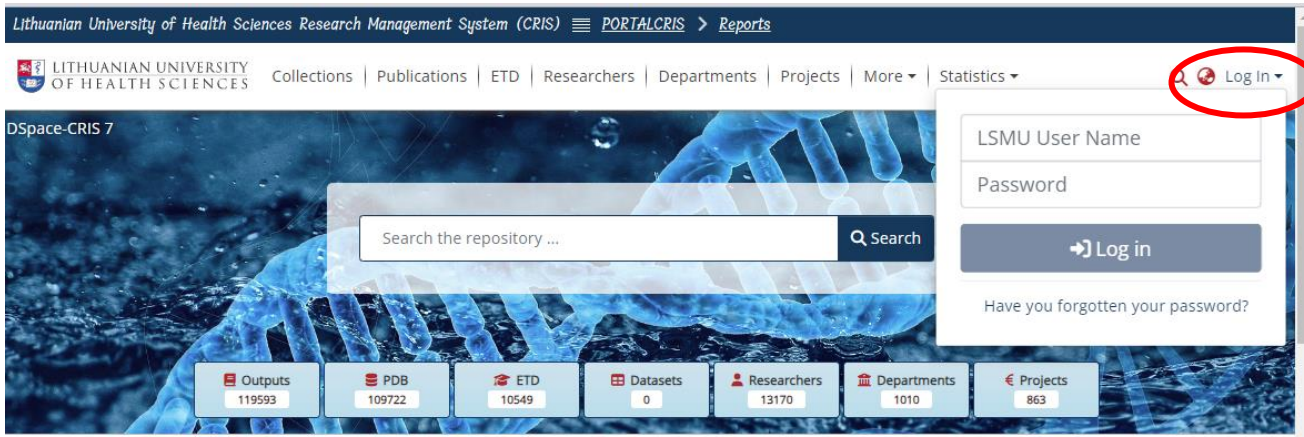 Lithuanian University of Health Sciences Research Management System (CRIS) PORTALCRIS > Reports
LITHUANIAN UNIVERSITY
OF HEALTH SCIENCES
Collections | Publications | ETD | Researchers | Departments | Projects | More | Statistics
Log In
DSpace-CRIS 7
LSMU User Name
Password
Log in
Have you forgotten your password?
Search the repository ...
Search
Outputs
119593
PDB
109722
ETD
10549
Datasets
0
Researchers
13170
Departments
1010
€ Projects
863